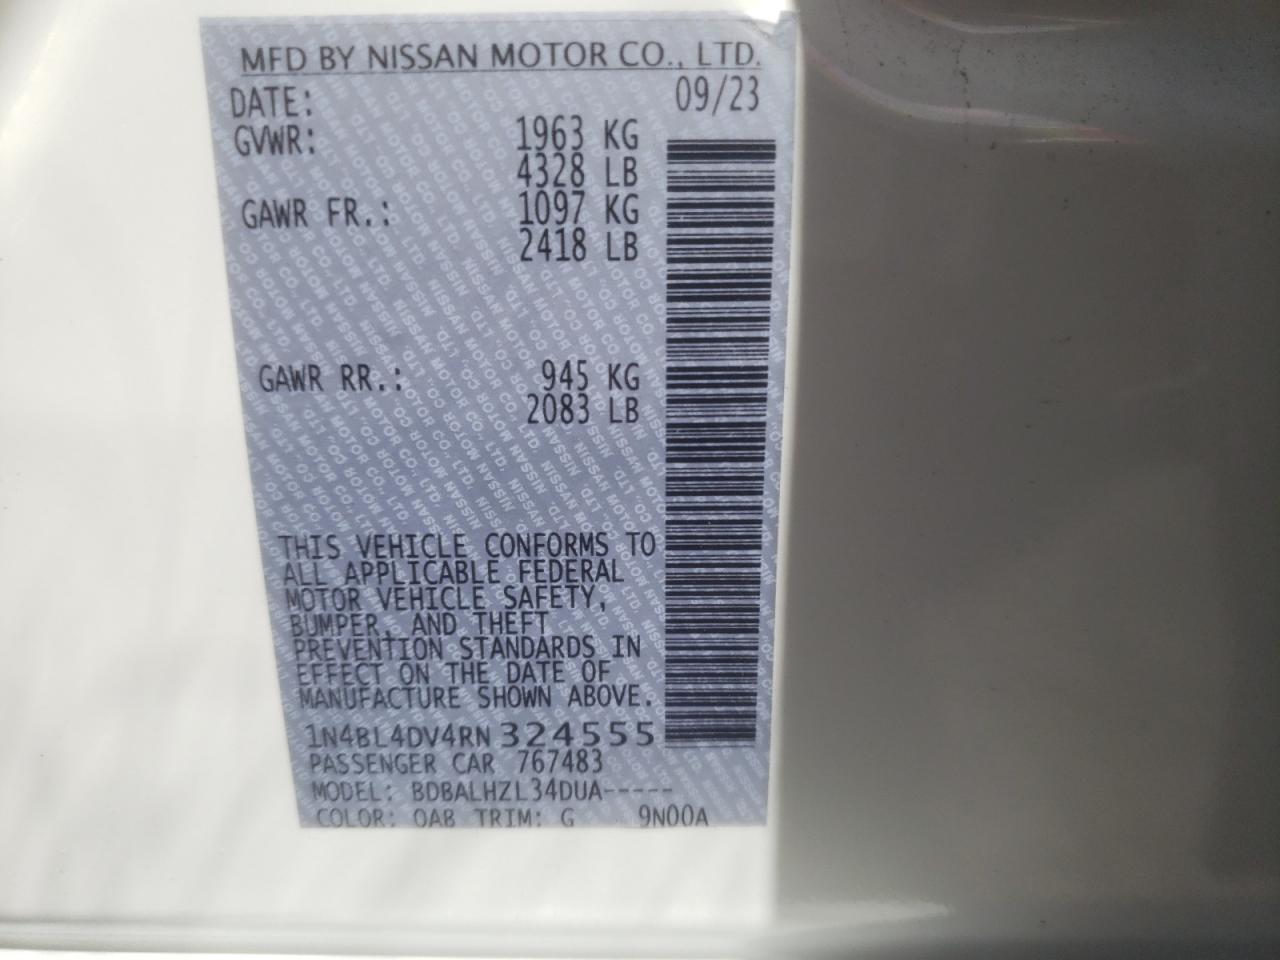 MFD BY NISSAN MOTOR CO., LTD.
DATE: 09/23
GVWR: 1963 KG
4328 LB
GAWR FR.: 1097 KG
2418 LB
GAWR RR.: 945 KG
2083 LB
THIS VEHICLE CONFORMS TO
ALL APPLICABLE FEDERAL
MOTOR VEHICLE SAFETY,
BUMPER, AND THEFT
PREVENTION STANDARDS IN
EFFECT ON THE DATE OF
MANUFACTURE SHOWN ABOVE.
1N4BL4DV4RN 324555
PASSENGER CAR 767483
MODEL: BDBALHZL34DUA-----
COLOR: QAB TRIM: G 9N00A